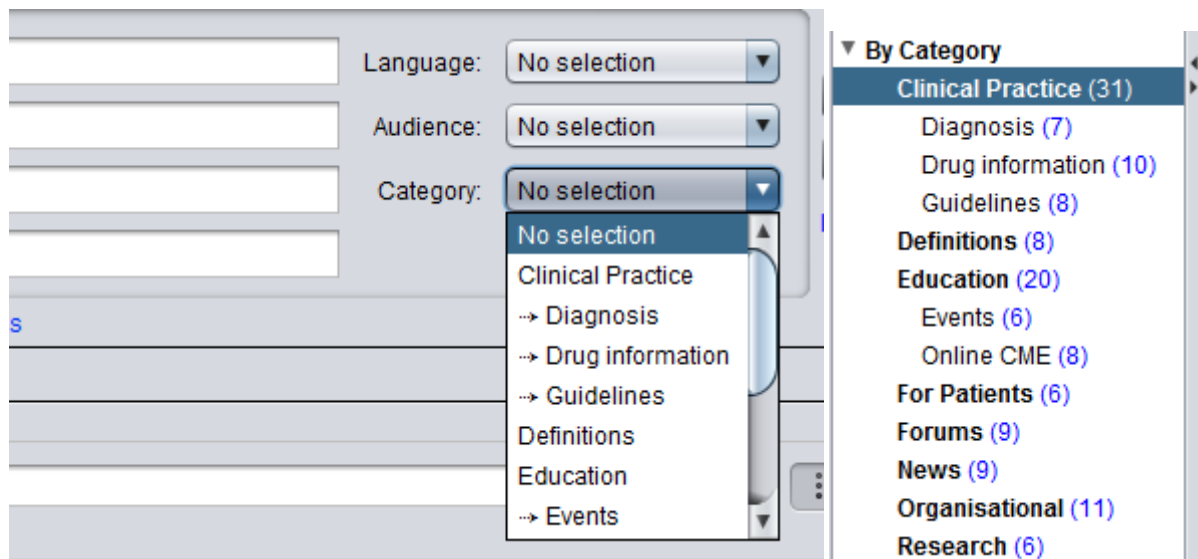 Language: No selection
Audience: No selection
Category: No selection
No selection
Clinical Practice
⤑ Diagnosis
⤑ Drug information
⤑ Guidelines
Definitions
Education
⤑ Events
s
▼ By Category
Clinical Practice (31)
Diagnosis (7)
Drug information (10)
Guidelines (8)
Definitions (8)
Education (20)
Events (6)
Online CME (8)
For Patients (6)
Forums (9)
News (9)
Organisational (11)
Research (6)